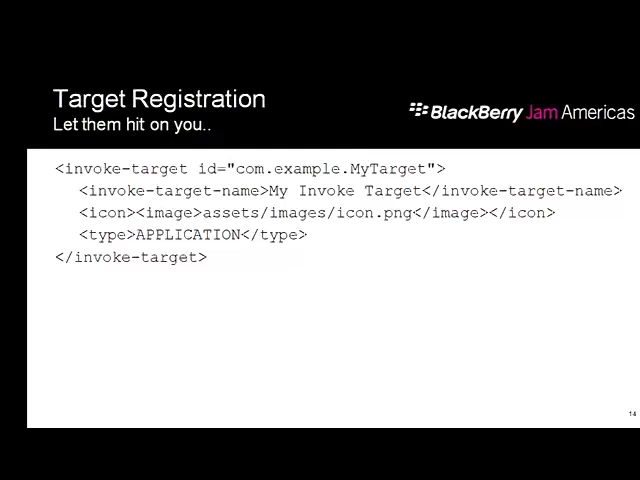 Target Registration
Let them hit on you..
BlackBerry Jam Americas
<invoke-target id="com.example.MyTarget">
<invoke-target-name>My Invoke Target</invoke-target-name>
<icon><image>assets/images/icon.png</image></icon>
<type>APPLICATION</type>
</invoke-target>
14